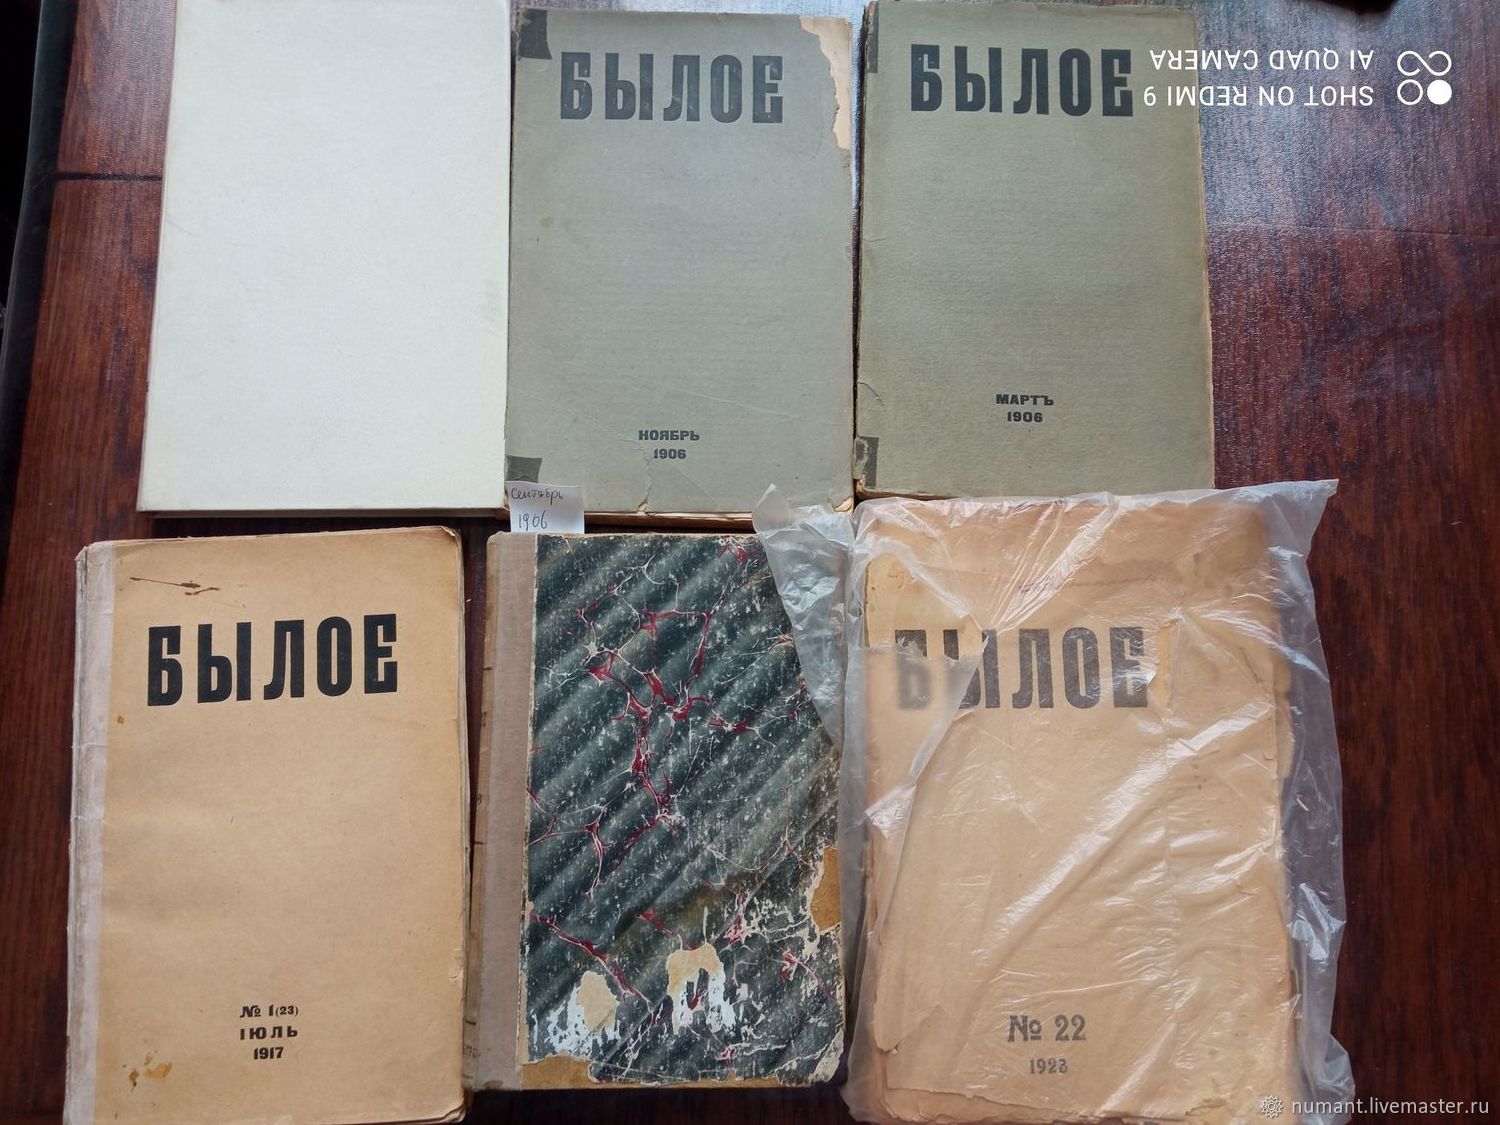 БЫЛОЕ
НОЯБРЬ
1906
БЫЛОЕ
МАРТЪ
1906
SHOT ON REDMI 9
AI QUAD CAMERA
Сентябрь
1906
БЫЛОЕ
№ 1 (23)
ІЮЛЬ
1917
БЫЛОЕ
№ 22
1923
numant.livemaster.ru